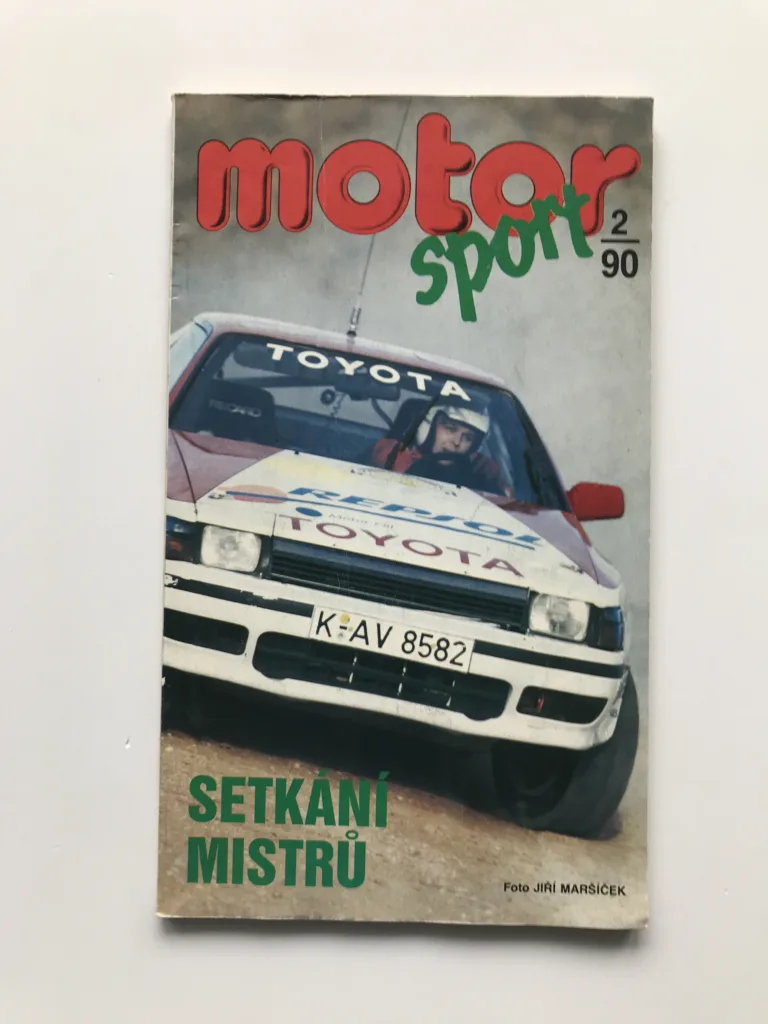 motor
sport
2
90
TOYOTA
REPSOL
TOYOTA
K-AV 8582
SETKÁNÍ
MISTRŮ
Foto JIŘÍ MARŠÍČEK